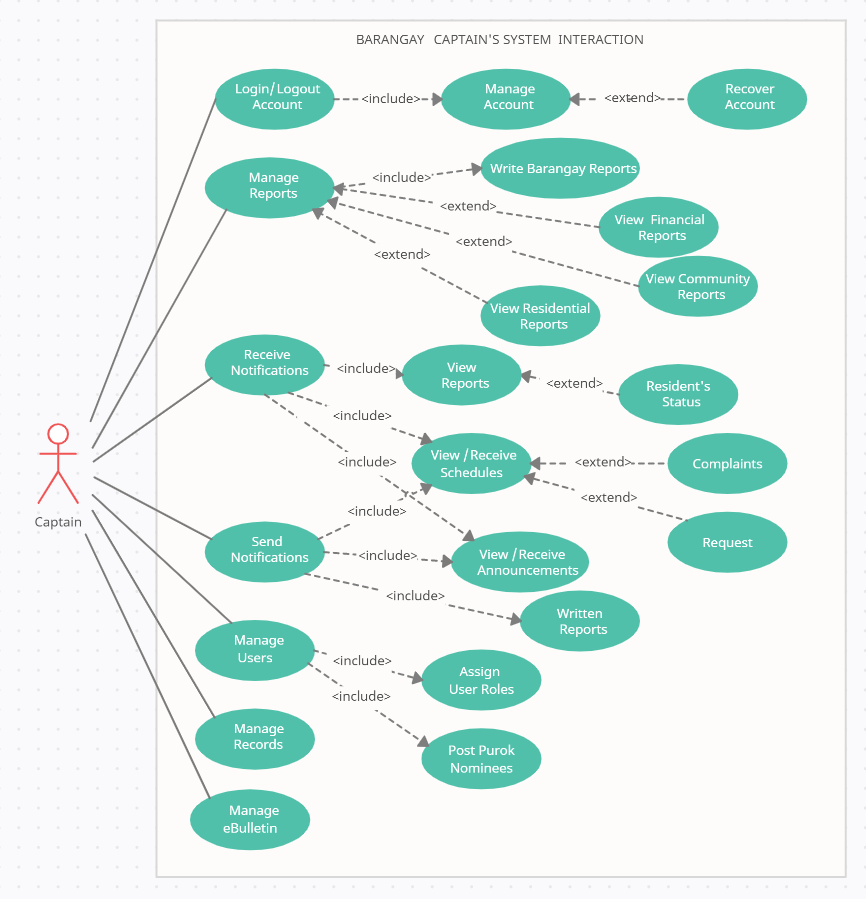 BARANGAY CAPTAIN'S SYSTEM INTERACTION
Login/Logout
Account
<include>
Manage
Account
<extend>
Recover
Account
Manage
Reports
<include>
Write Barangay Reports
<extend>
View Financial
Reports
<extend>
View Community
Reports
<extend>
View Residential
Reports
Receive
Notifications
<include>
View
Reports
<extend>
Resident's
Status
<include>
<include>
View /Receive
Schedules
<extend>
Complaints
<extend>
Request
Captain
Send
Notifications
<include>
<include>
View /Receive
Announcements
<include>
Written
Reports
Manage
Users
<include>
Assign
User Roles
<include>
Post Purok
Nominees
Manage
Records
Manage
eBulletin